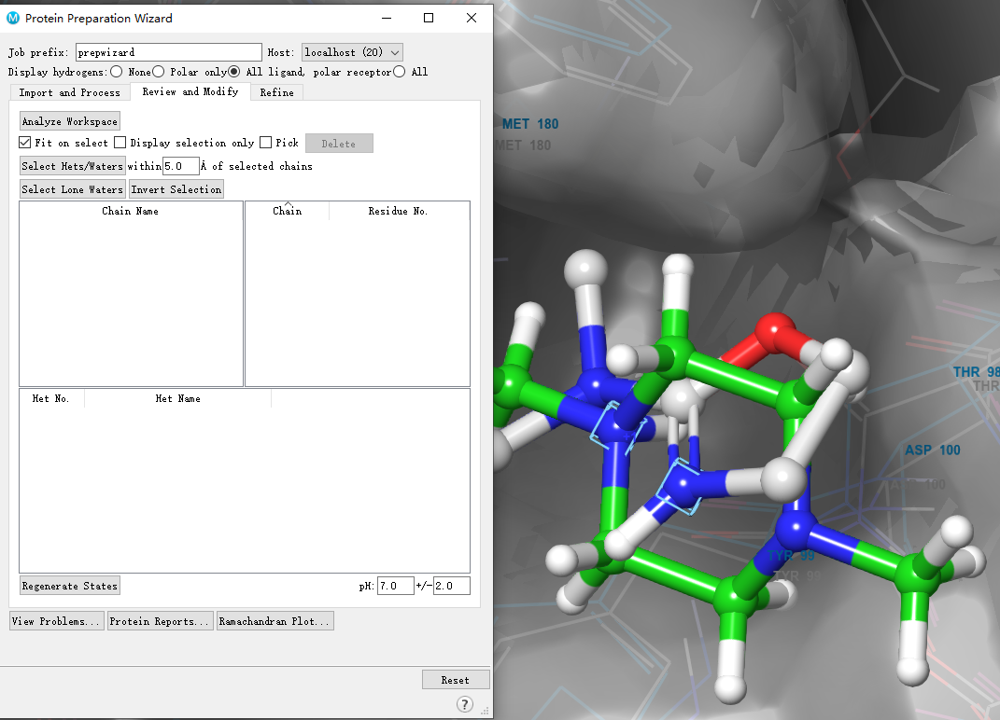 M Protein Preparation Wizard
Job prefix: prepwizard Host: localhost (20)
Display hydrogens: None Polar only All ligand, polar receptor All
Import and Process Review and Modify Refine
Analyze Workspace
Fit on select Display selection only Pick Delete
Select Hets/Waters within 5.0 Å of selected chains
Select Lone Waters Invert Selection
Chain Name Chain Residue No.
Het No. Het Name
Regenerate States pH: 7.0 +/- 2.0
View Problems... Protein Reports... Ramachandran Plot...
Reset
?
MET 180
MET 180
THR 98
THR
ASP 100
ASP 100
TYR 99
TYR 99